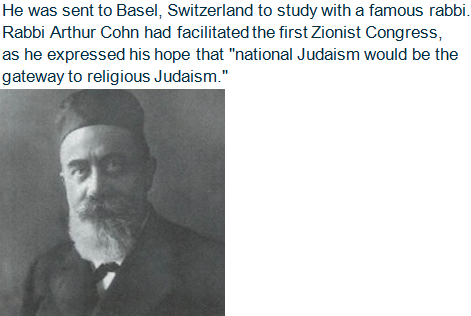 He was sent to Basel, Switzerland to study with a famous rabbi.
Rabbi Arthur Cohn had facilitated the first Zionist Congress,
as he expressed his hope that "national Judaism would be the
gateway to religious Judaism."